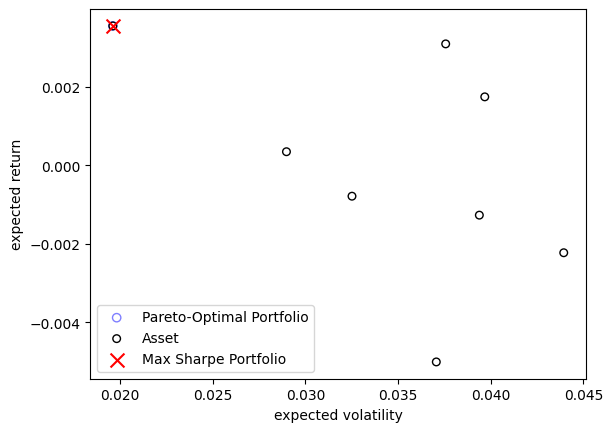 0.002
0.000
−0.002
−0.004
expected return
Pareto-Optimal Portfolio
Asset
Max Sharpe Portfolio
0.020 0.025 0.030 0.035 0.040 0.045
expected volatility